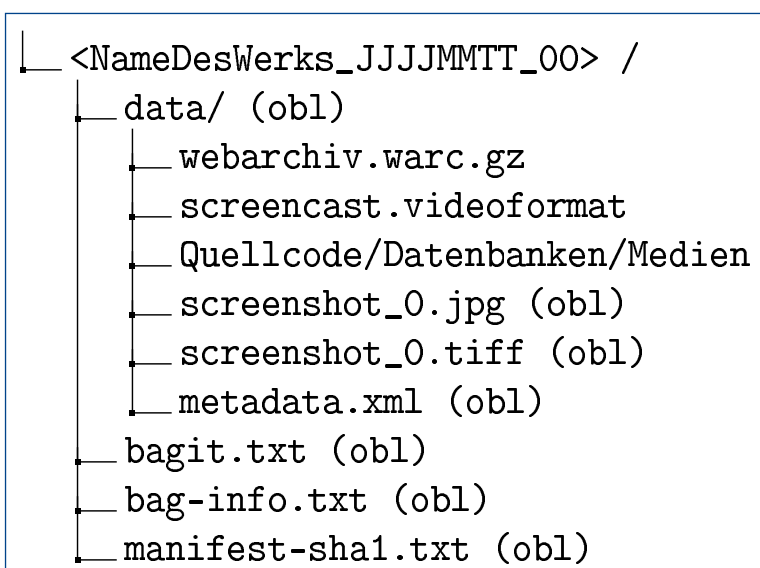 <NameDesWerks_JJJJMMTT_00> /
data/ (obl)
webarchiv.warc.gz
screencast.videoformat
Quellcode/Datenbanken/Medien
screenshot_0.jpg (obl)
screenshot_0.tiff (obl)
metadata.xml (obl)
bagit.txt (obl)
bag-info.txt (obl)
manifest-sha1.txt (obl)